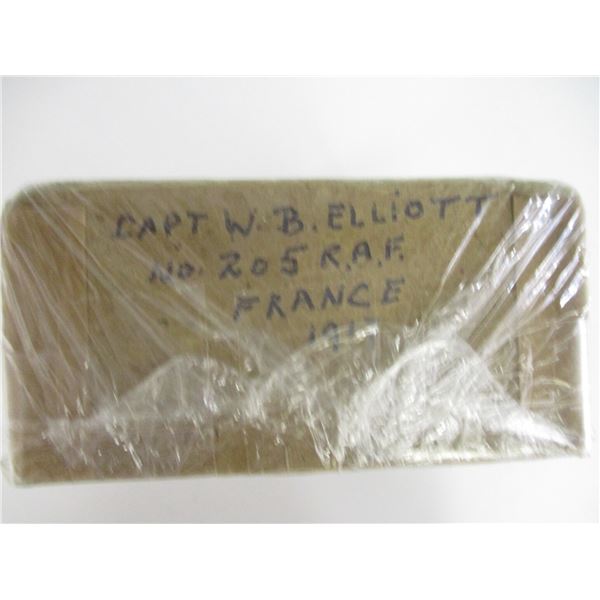 CAPT W.B. ELLIOTT
NO. 205 R.A.F.
FRANCE